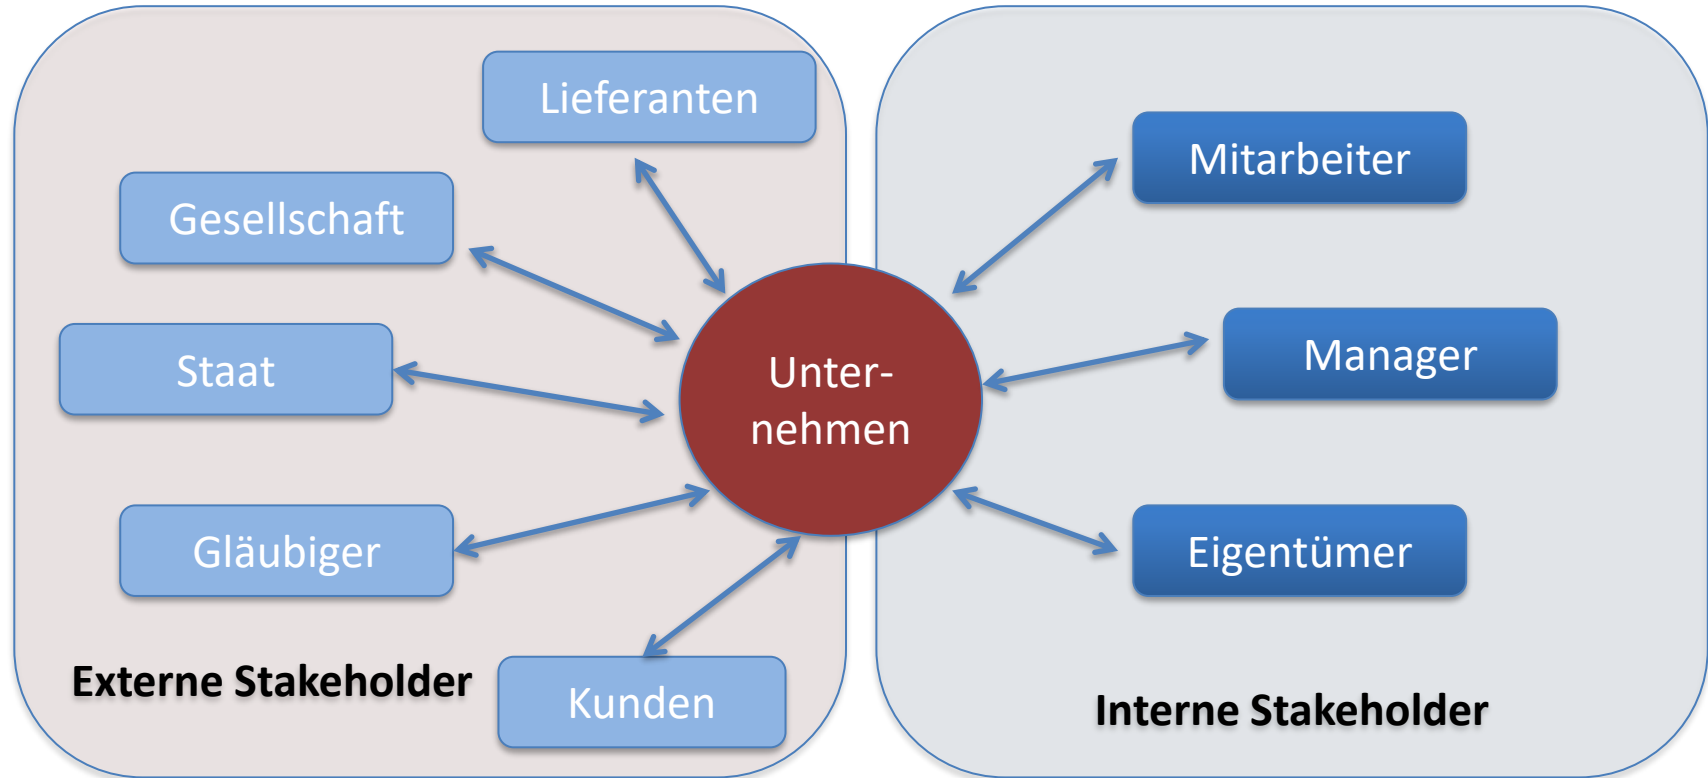 Lieferanten
Gesellschaft
Staat
Gläubiger
Kunden
Externe Stakeholder
Unter-
nehmen
Mitarbeiter
Manager
Eigentümer
Interne Stakeholder